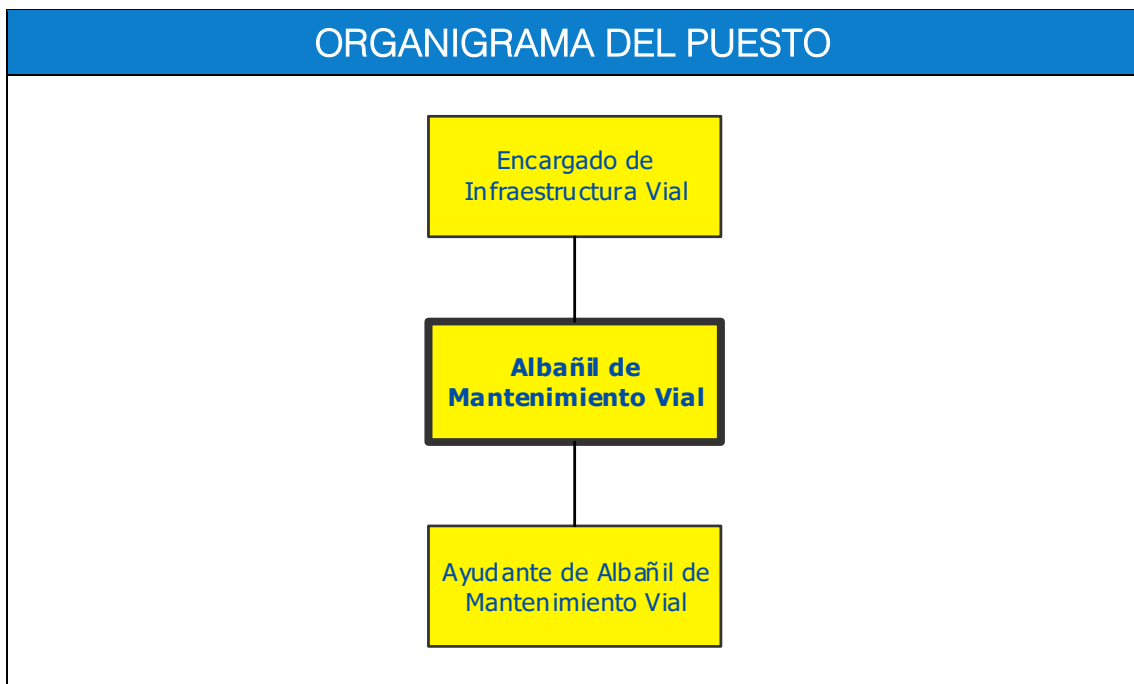 ORGANIGRAMA DEL PUESTO
Encargado de
Infraestructura Vial
Albañil de
Mantenimiento Vial
Ayudante de Albañil de
Mantenimiento Vial